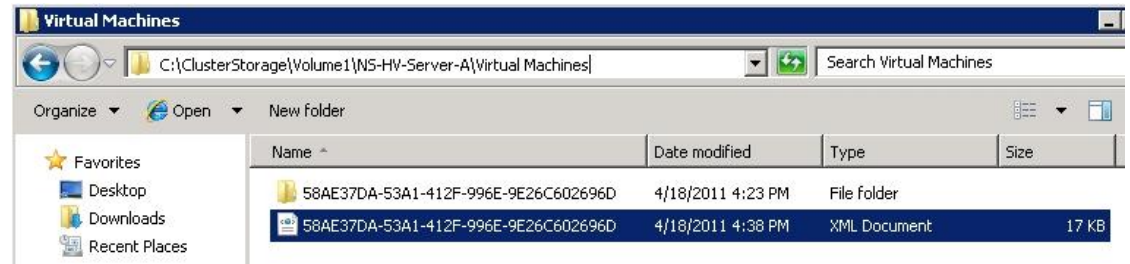 Virtual Machines
C:\ClusterStorage\Volume1\NS-HV-Server-A\Virtual Machines
Search Virtual Machines
Organize Open New folder
Favorites
Desktop
Downloads
Recent Places
Name Date modified Type Size
58AE37DA-53A1-412F-996E-9E26C602696D 4/18/2011 4:23 PM File folder
58AE37DA-53A1-412F-996E-9E26C602696D 4/18/2011 4:38 PM XML Document 17 KB